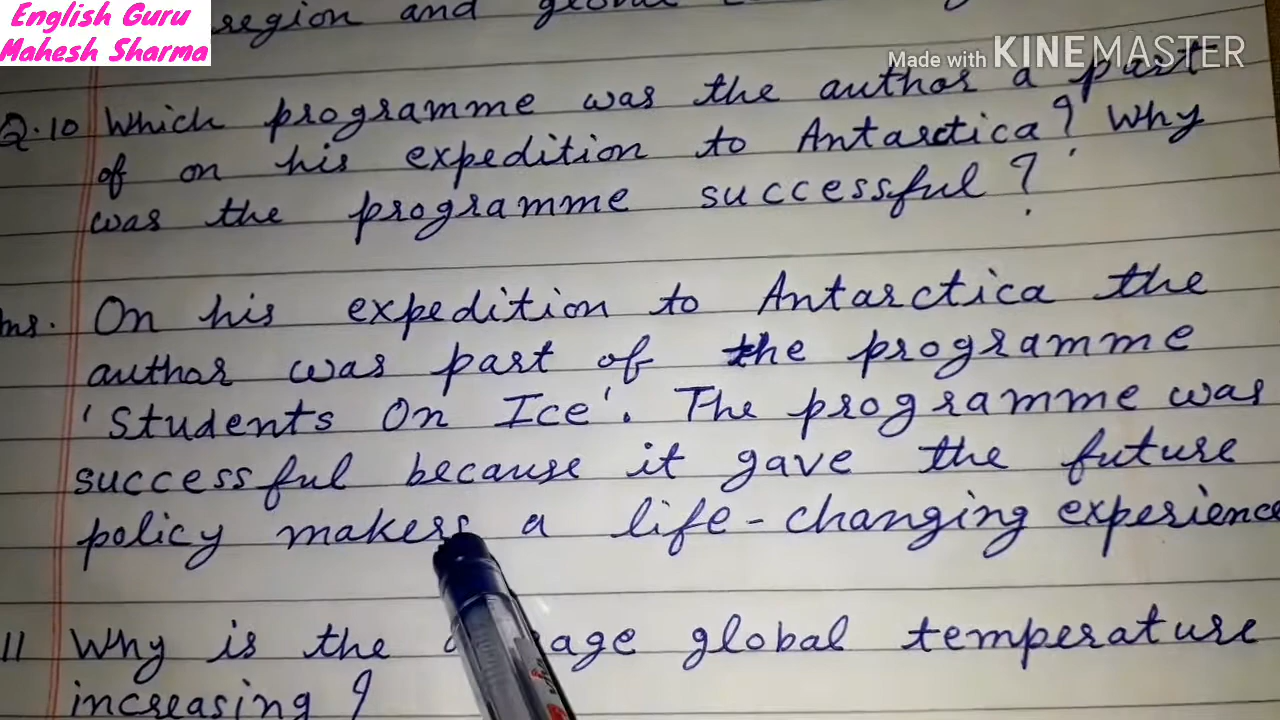 English Guru
Mahesh Sharma
Made with KINEMASTER
region and
Q.10 Which programme was the author a part
of on his expedition to Antarctica? Why
was the programme successful?
Ans. On his expedition to Antarctica the
author was part of the programme
'Students On Ice'. The programme was
successful because it gave the future
policy makers a life-changing experience
11 Why is the global temperature
increasing?